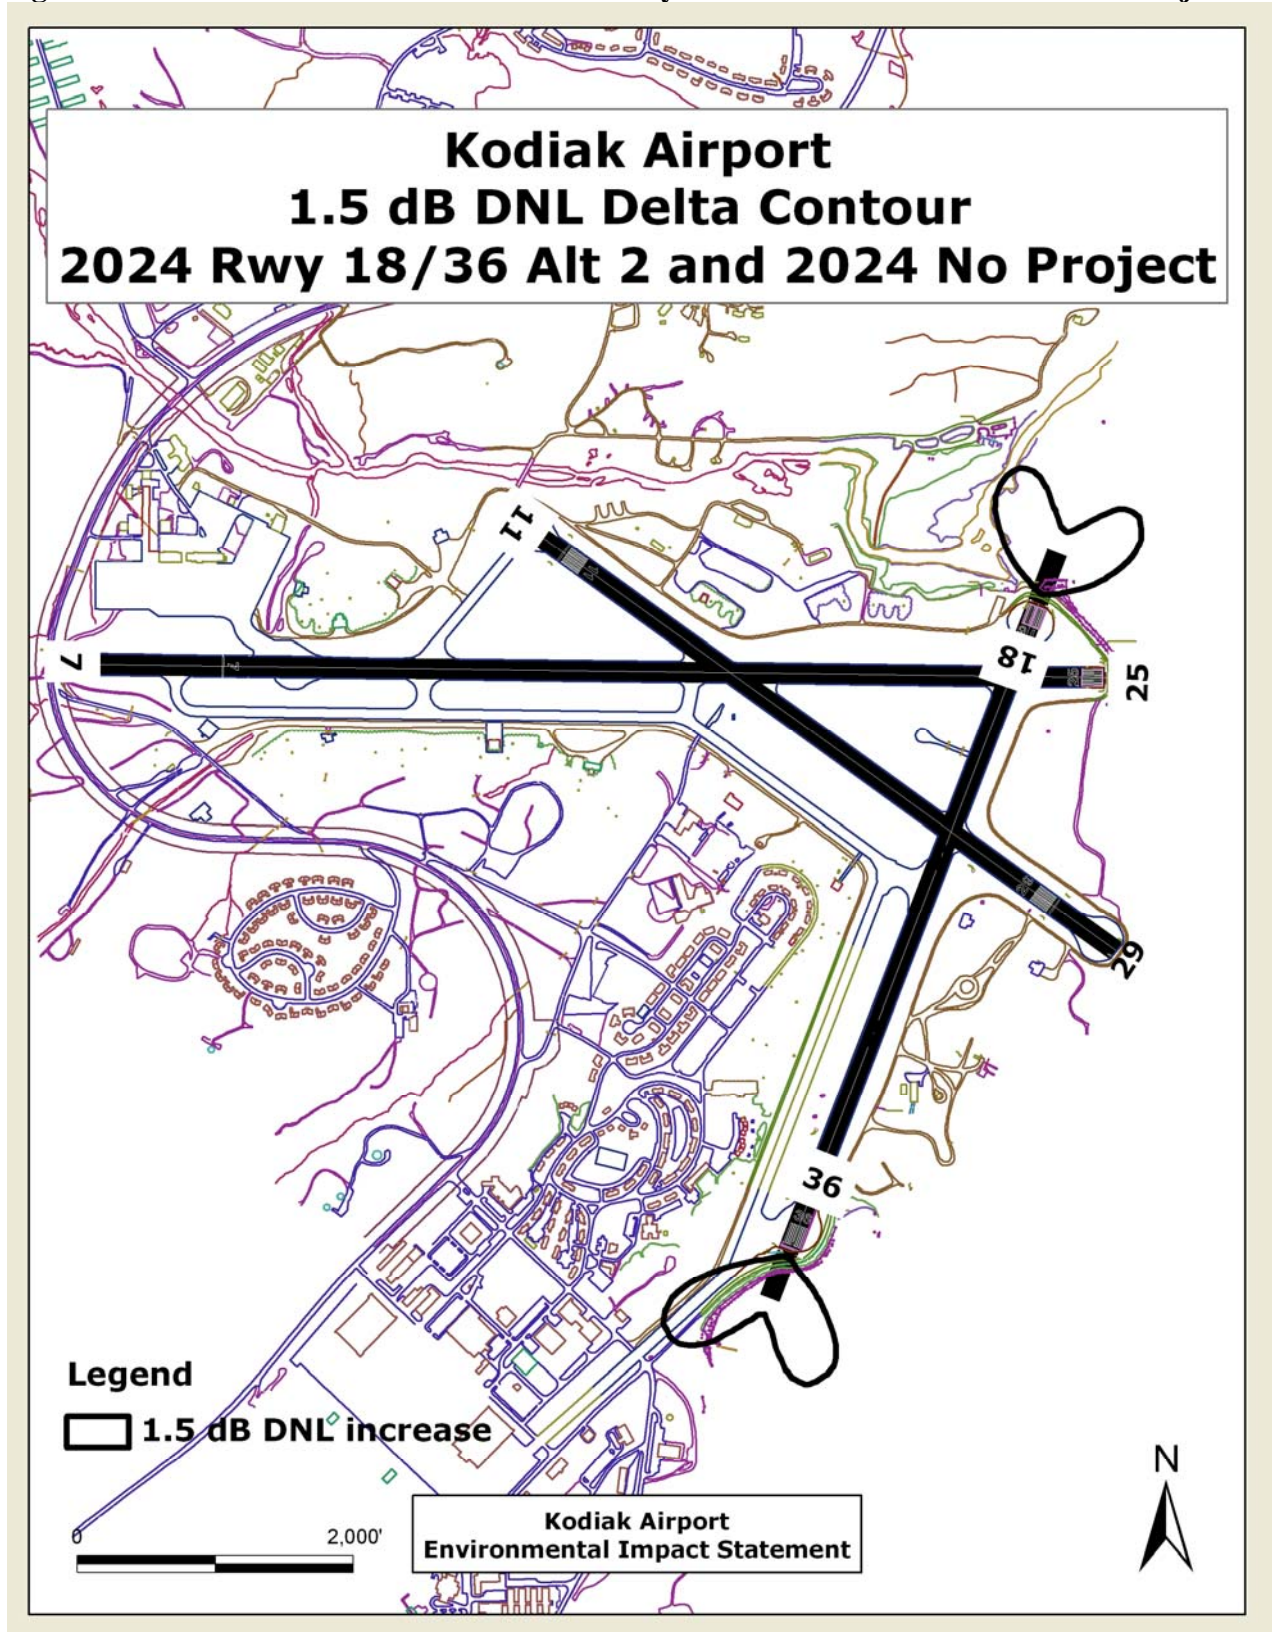 Kodiak Airport
1.5 dB DNL Delta Contour
2024 Rwy 18/36 Alt 2 and 2024 No Project
11
7
18
25
25
29
36
Legend
1.5 dB DNL increase
N
0
2,000'
Kodiak Airport
Environmental Impact Statement